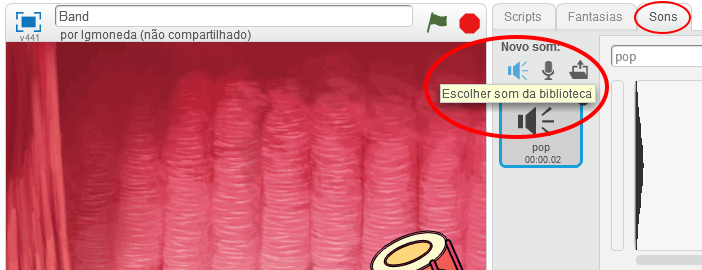 Band
por lgmoneda (não compartilhado)
v441
Scripts
Fantasias
Sons
Novo som:
Escolher som da biblioteca
pop
00:00.02
pop